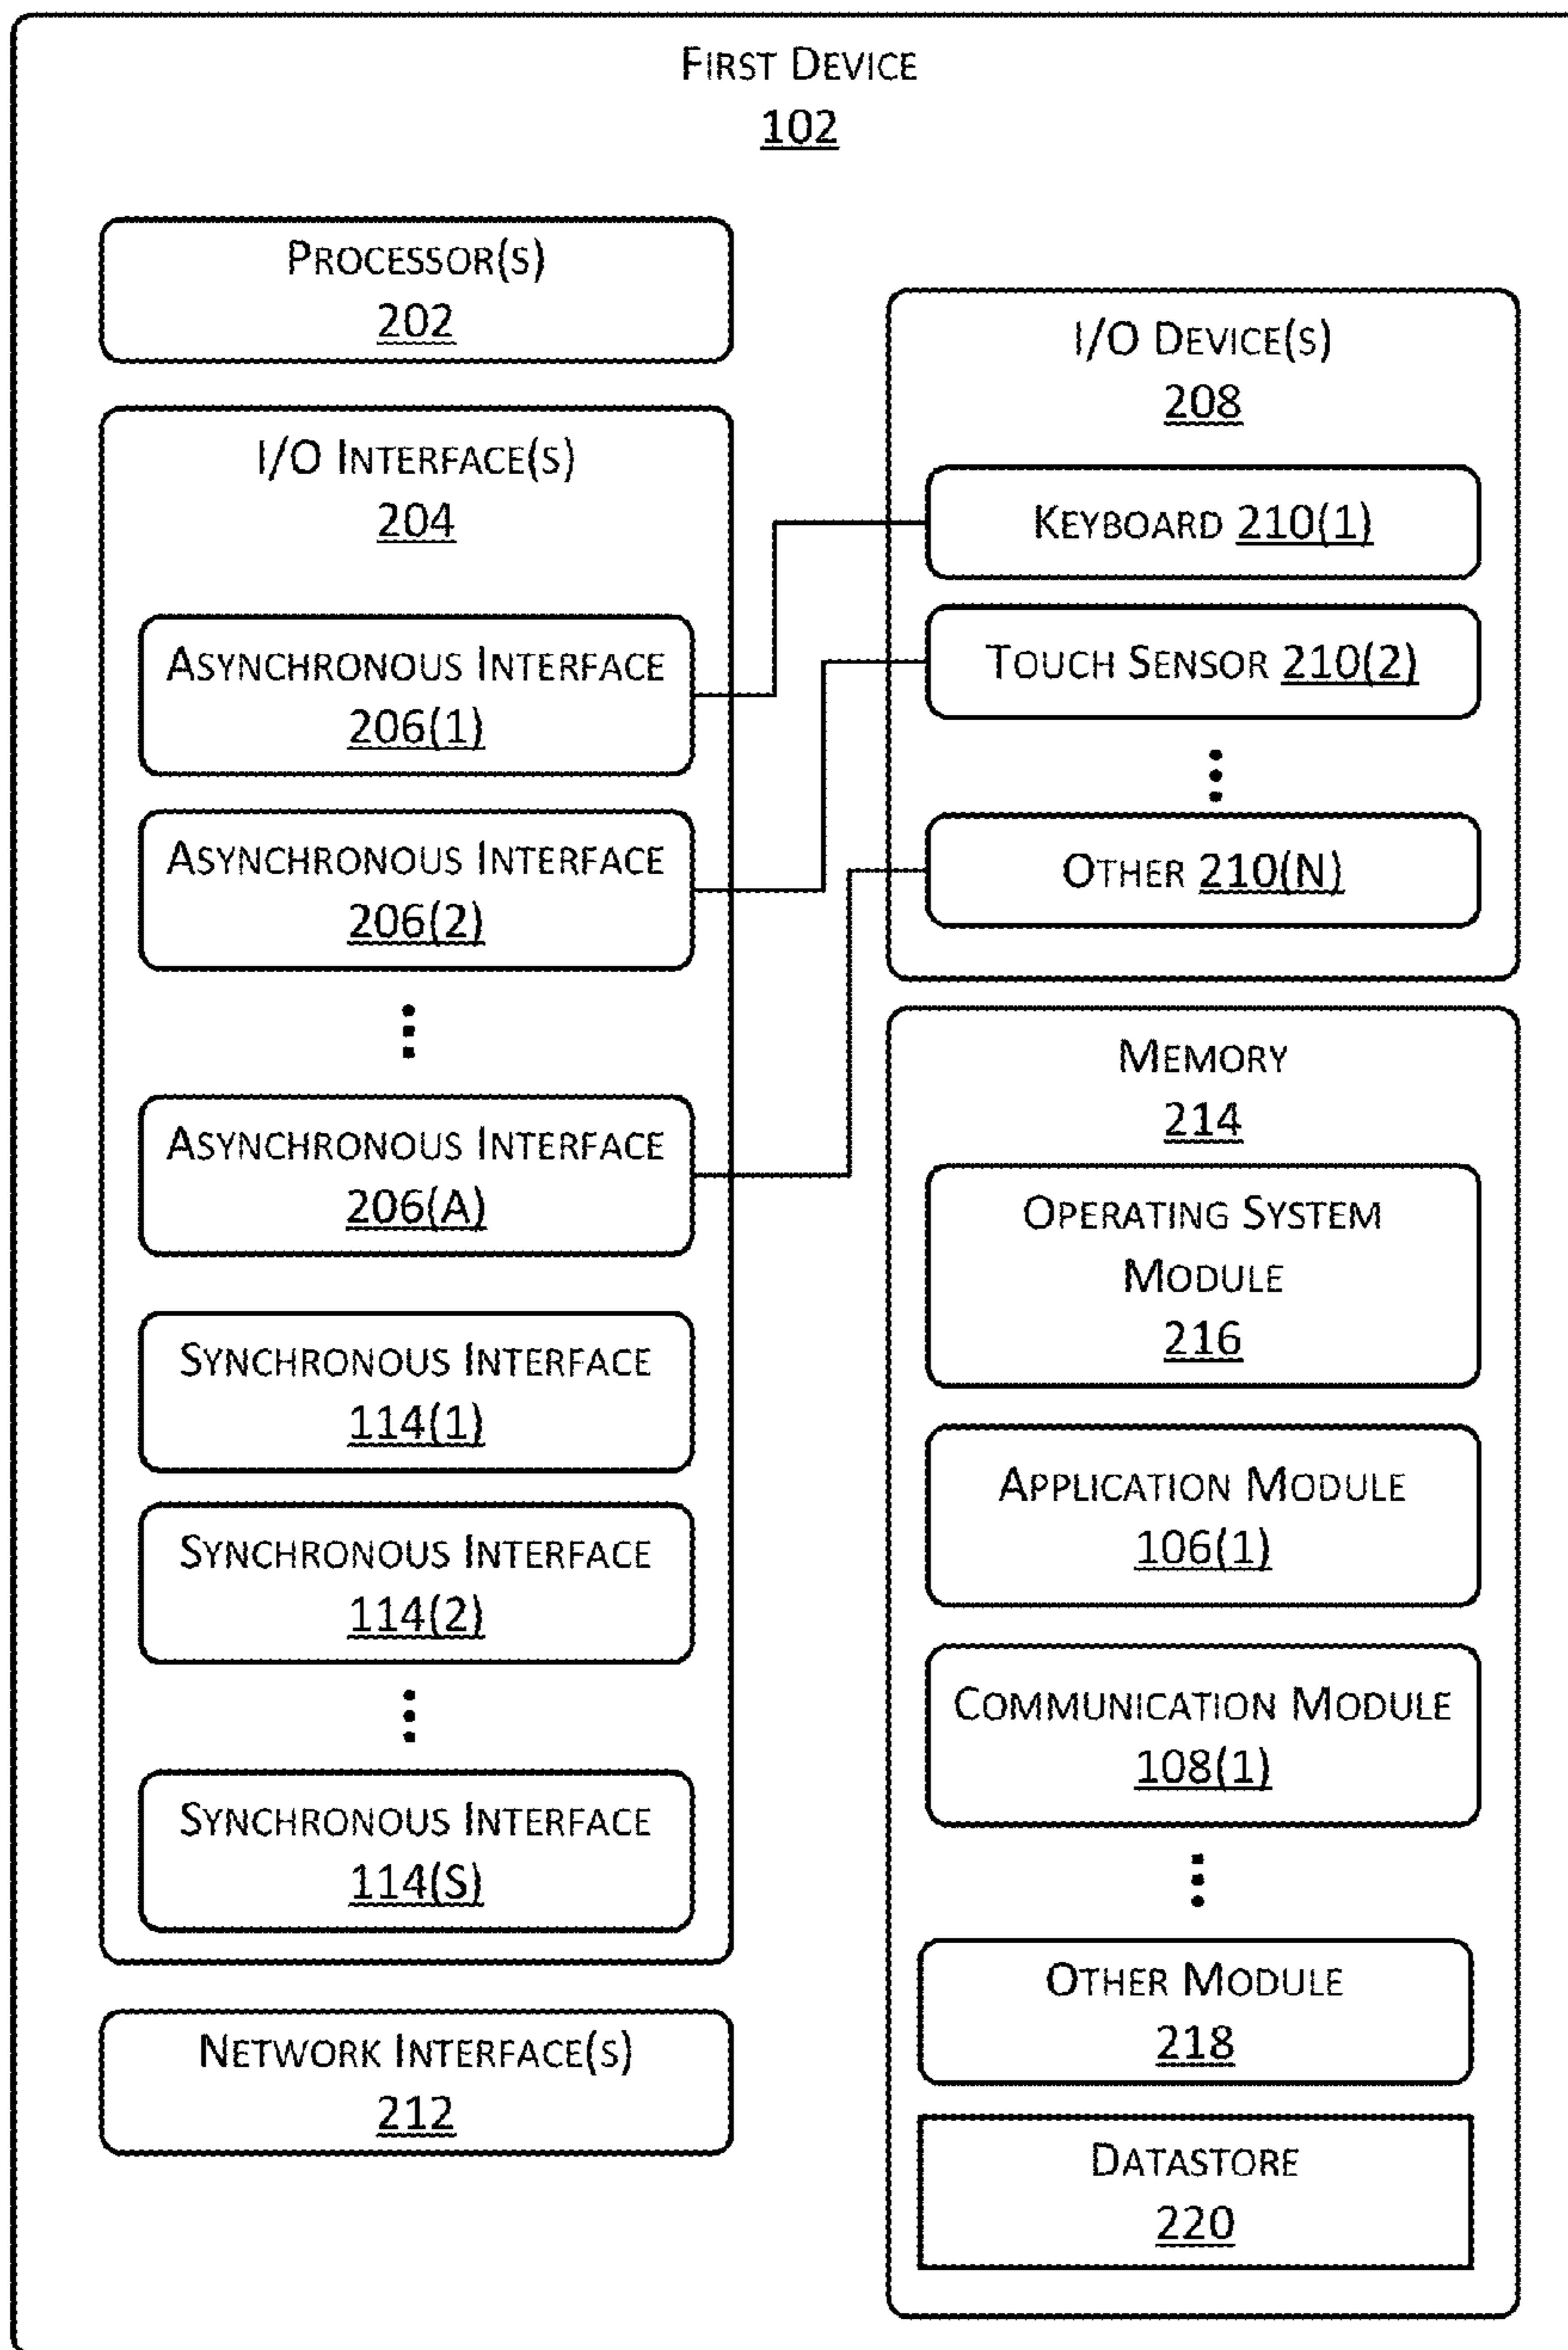 First Device
102
Processor(s)
202
I/O Interface(s)
204
Asynchronous Interface
206(1)
Asynchronous Interface
206(2)
Asynchronous Interface
206(A)
Synchronous Interface
114(1)
Synchronous Interface
114(2)
Synchronous Interface
114(S)
Network Interface(s)
212
I/O Device(s)
208
Keyboard 210(1)
Touch Sensor 210(2)
Other 210(N)
Memory
214
Operating System
Module
216
Application Module
106(1)
Communication Module
108(1)
Other Module
218
Datastore
220